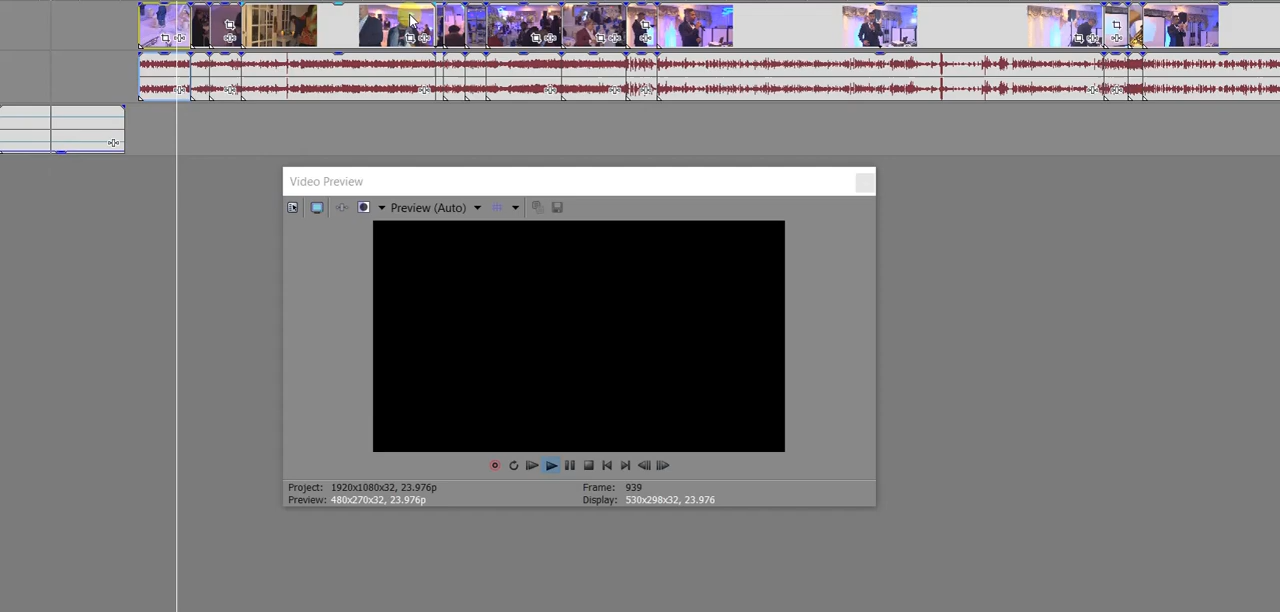 Video Preview
Preview (Auto)
Project: 1920x1080x32, 23.976p
Frame: 939
Preview: 480x270x32, 23.976p
Display: 530x298x32, 23.976